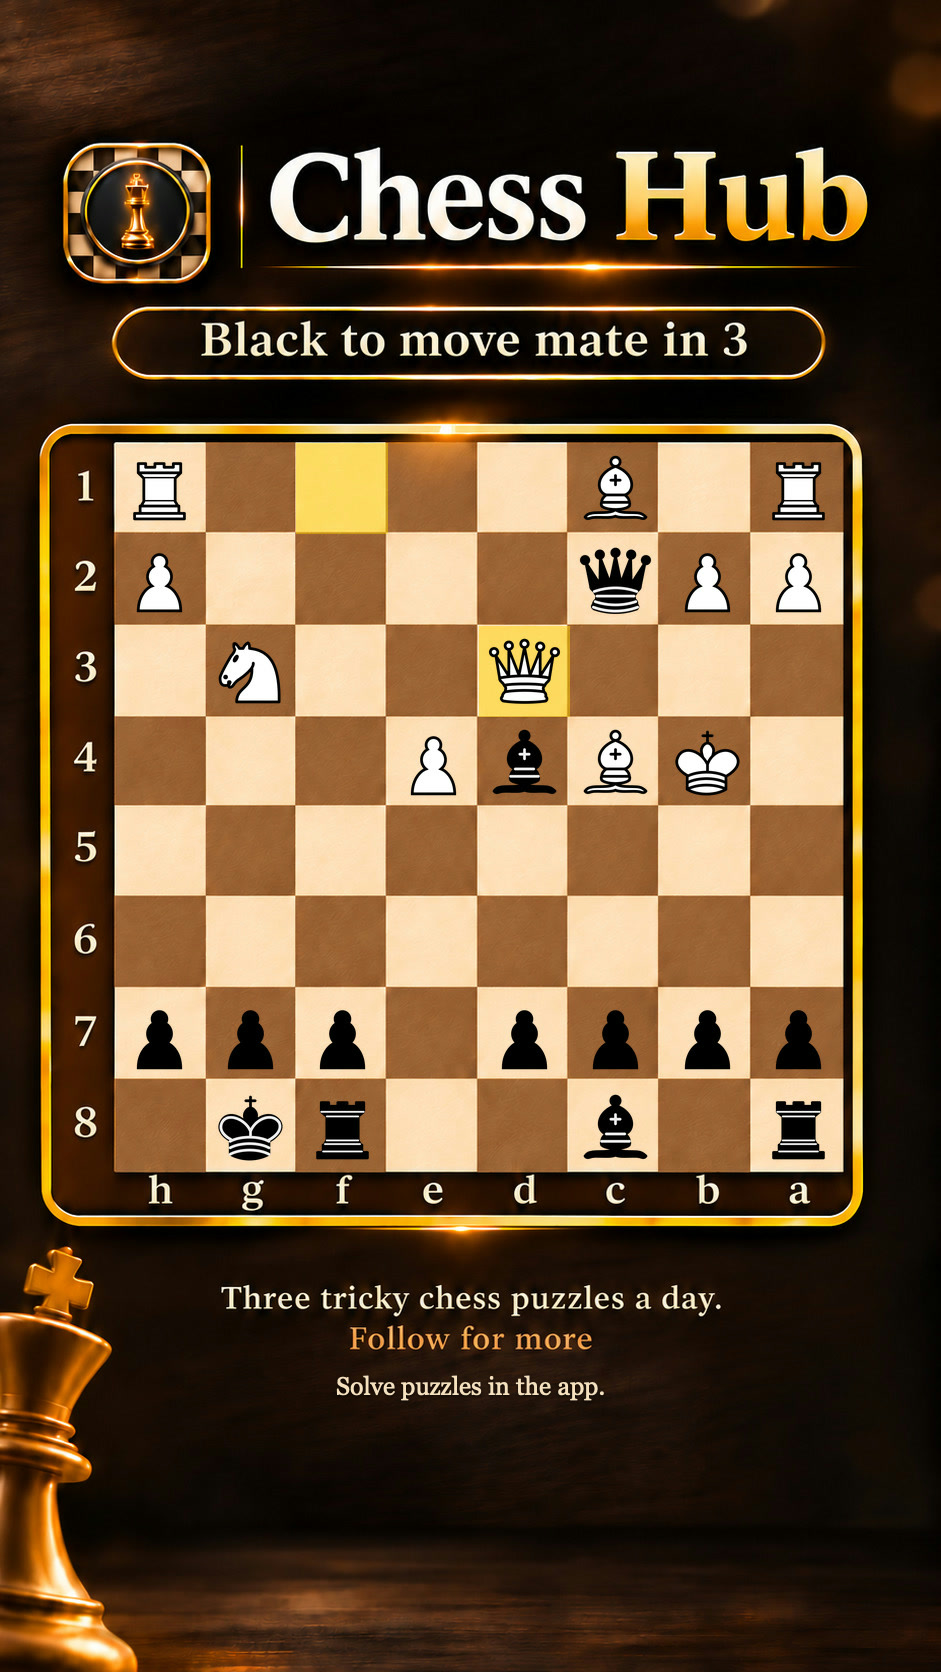 Chess Hub
Black to move mate in 3
1
2
3
4
5
6
7
8
h g f e d c b a
Three tricky chess puzzles a day.
Follow for more
Solve puzzles in the app.